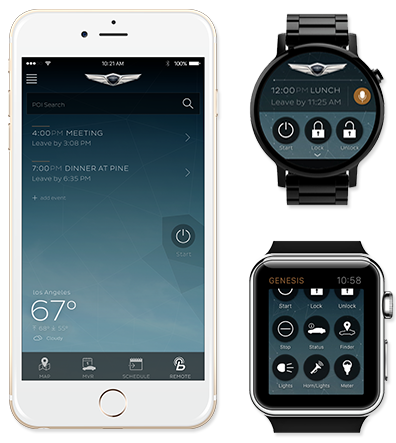 10:21 AM 100%
POI Search
4:00PM MEETING
Leave by 3:08 PM
7:00PM DINNER AT PINE
Leave by 6:35 PM
+ add event
Start
Los Angeles
67°
Cloudy
MAP MVR SCHEDULE REMOTE
12:00PM LUNCH
Leave by 11:25 AM
Start Lock Unlock
GENESIS 10:58
Start Lock Unlock
Stop Status Finder
Lights Horn/Lights Meter